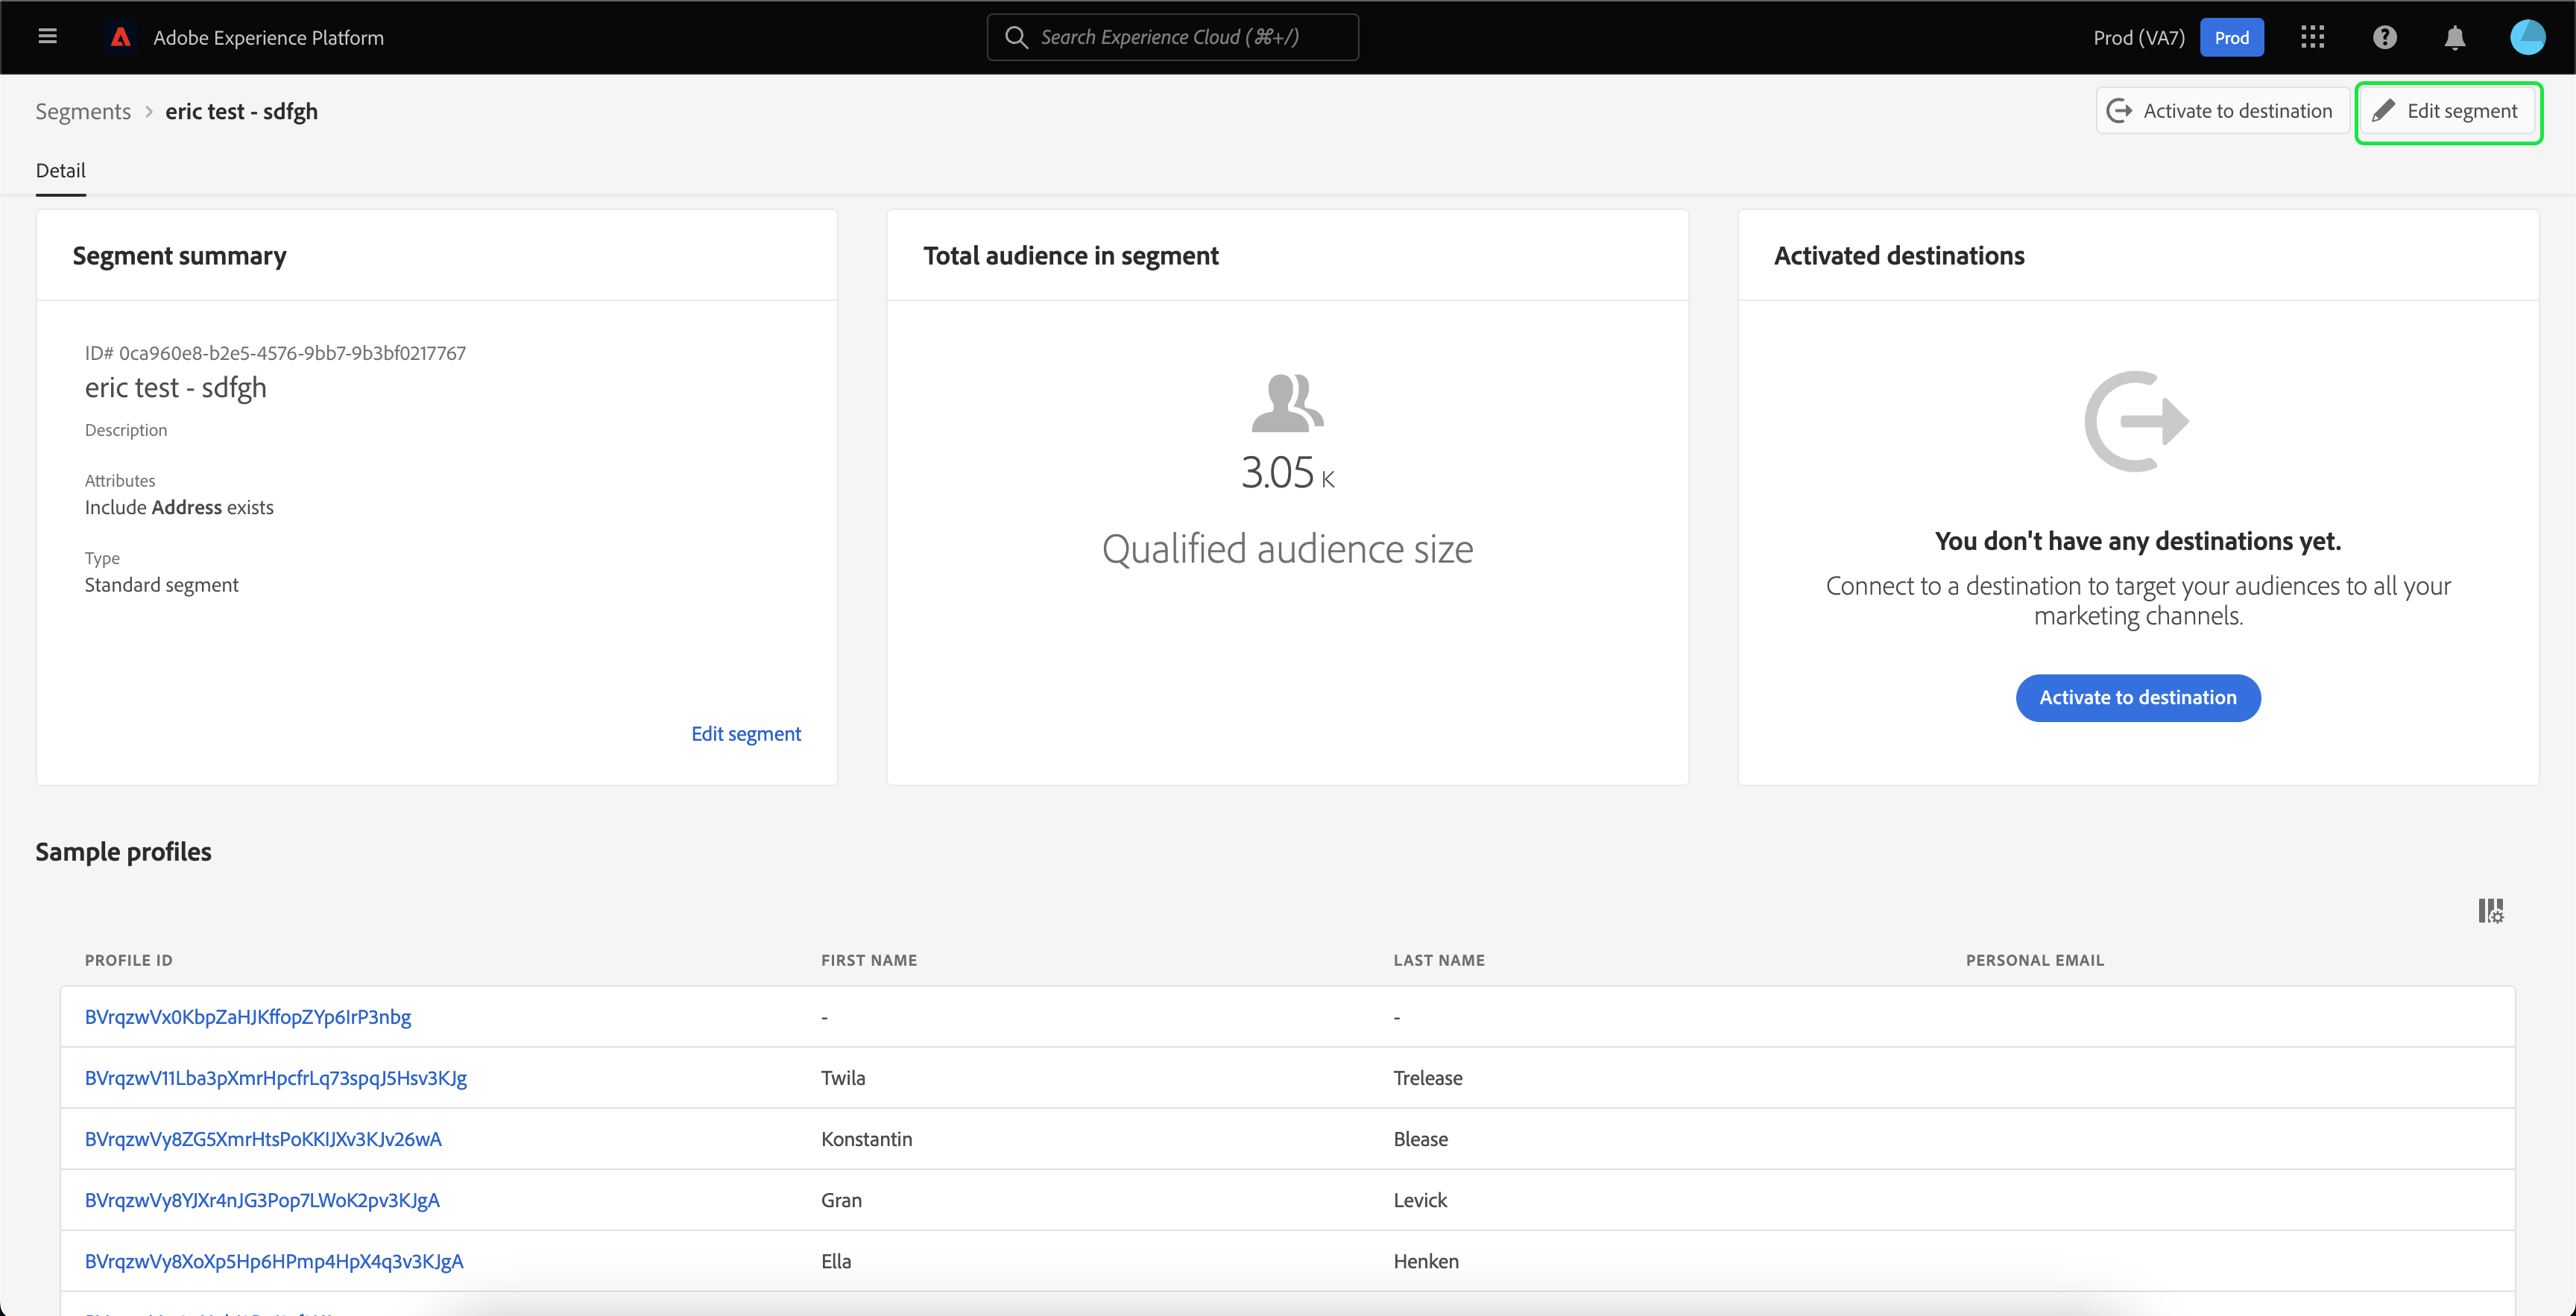 Adobe Experience Platform
Search Experience Cloud (⌘+/)
Prod (VA7)
Prod
Segments > eric test - sdfgh
Activate to destination
Edit segment
Detail
Segment summary
ID# 0ca960e8-b2e5-4576-9bb7-9b3bf0217767
eric test - sdfgh
Description
Attributes
Include Address exists
Type
Standard segment
Edit segment
Total audience in segment
3.05 K
Qualified audience size
Activated destinations
You don't have any destinations yet.
Connect to a destination to target your audiences to all your
marketing channels.
Activate to destination
Sample profiles
PROFILE ID FIRST NAME LAST NAME PERSONAL EMAIL
BVrqzwVx0KbpZaHJKffopZYp6IrP3nbg - -
BVrqzwV11Lba3pXmrHpcfrLq73spqJ5Hsv3KJg Twila Trelease
BVrqzwVy8ZG5XmrHtsPoKKIJXv3KJv26wA Konstantin Blease
BVrqzwVy8YJXr4nJG3Pop7LWoK2pv3KJgA Gran Levick
BVrqzwVy8XoXp5Hp6HPmp4HpX4q3v3KJgA Ella Henken